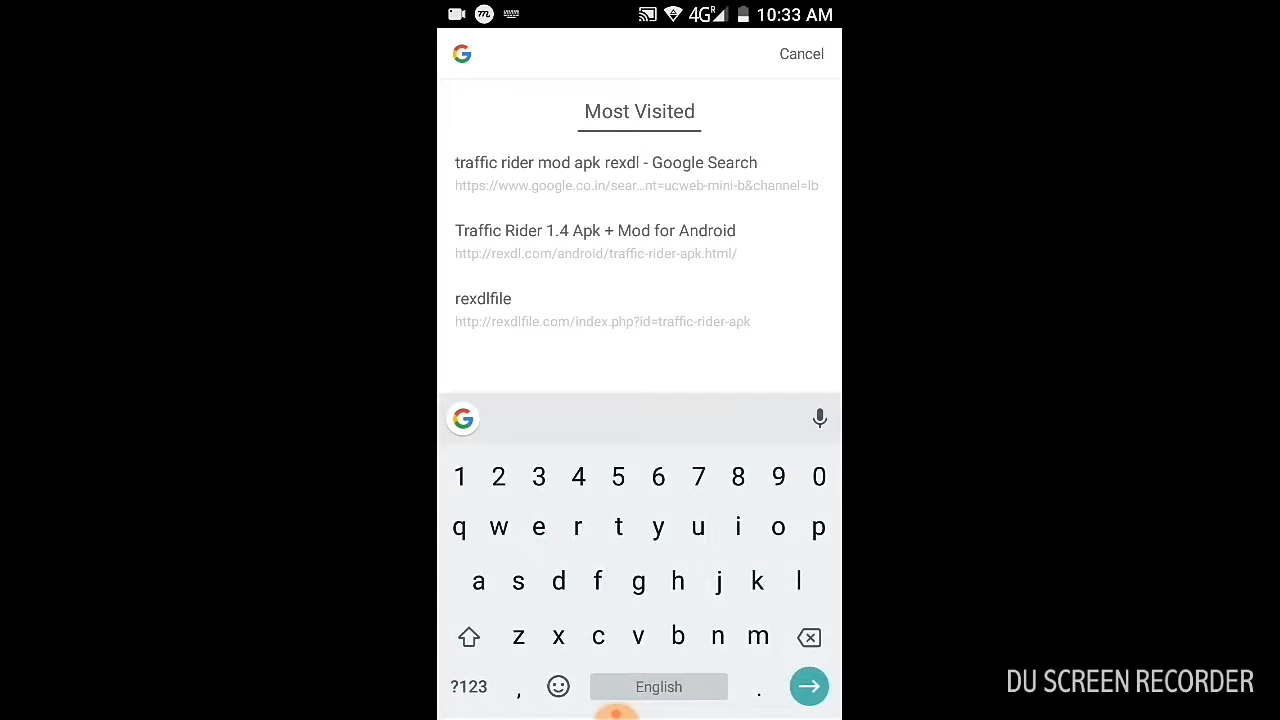 4G R 10:33 AM
Cancel
Most Visited
traffic rider mod apk rexdl - Google Search
https://www.google.co.in/sear...nt=ucweb-mini-b&channel=lb
Traffic Rider 1.4 Apk + Mod for Android
http://rexdl.com/android/traffic-rider-apk.html/
rexdlfile
http://rexdlfile.com/index.php?id=traffic-rider-apk
1 2 3 4 5 6 7 8 9 0
q w e r t y u i o p
a s d f g h j k l
z x c v b n m
?123 , English .
DU SCREEN RECORDER